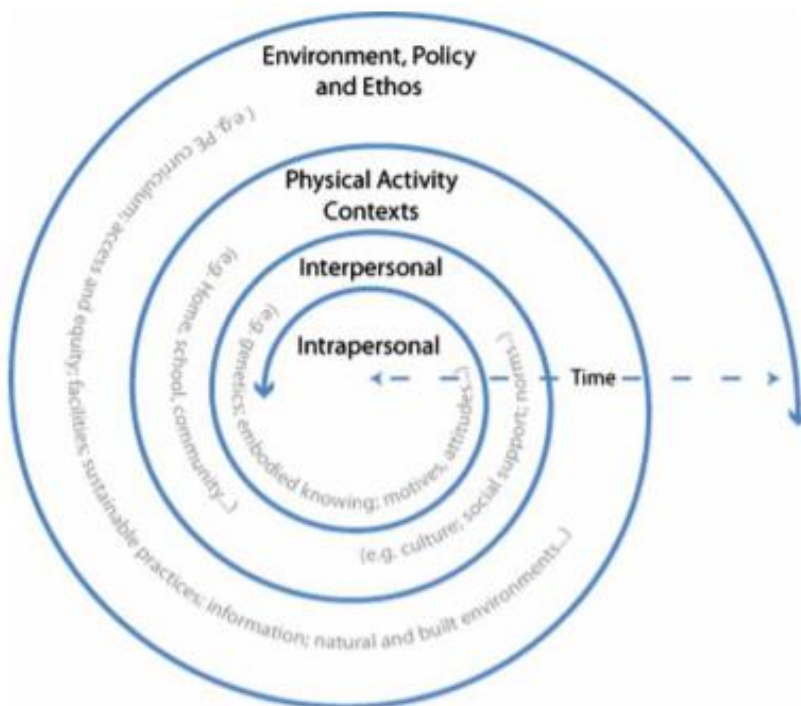 Environment, Policy
and Ethos
(e.g. PE curriculum; access and equity; facilities; sustainable practices; information; natural and built environments...)
Physical Activity
Contexts
(e.g. Home, school, community...)
Interpersonal
(e.g. culture; social support; norms...)
Intrapersonal
(e.g. genetics; embodied knowing; motives, attitudes...)
Time